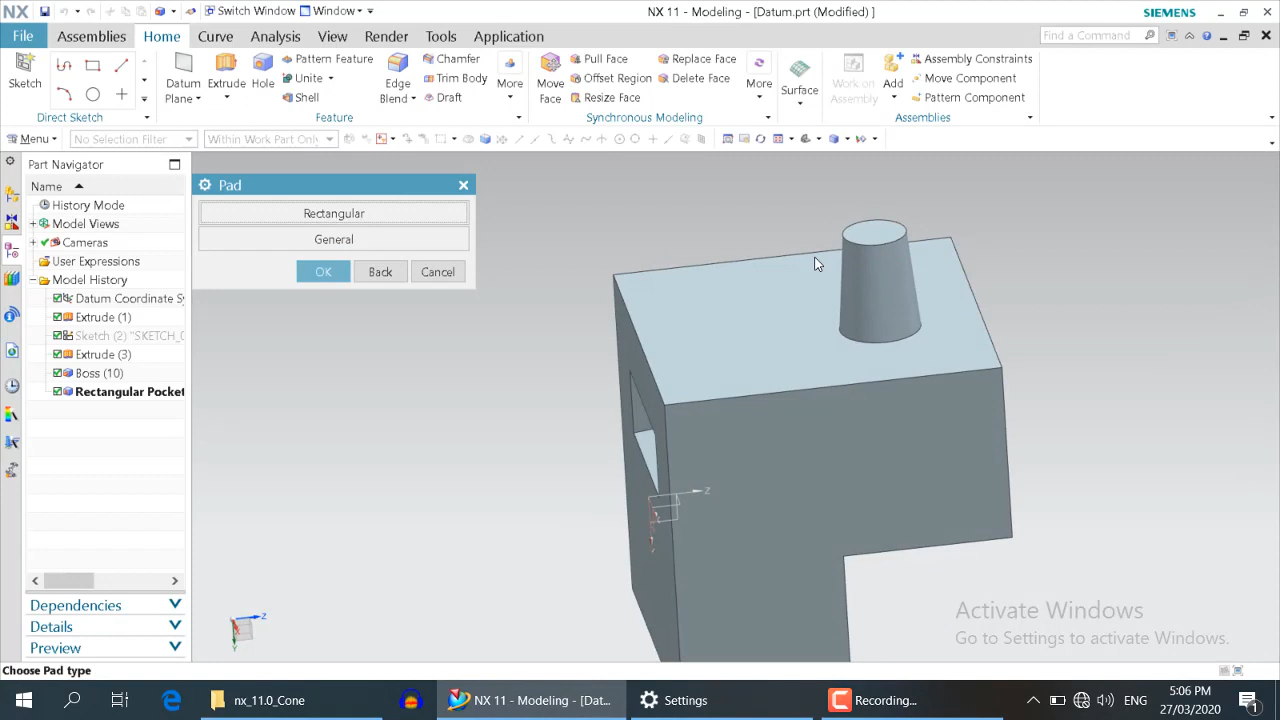 NX
Switch Window
Window
NX 11 - Modeling - [Datum.prt (Modified) ]
SIEMENS
File
Assemblies
Home
Curve
Analysis
View
Render
Tools
Application
Find a Command
Sketch
Direct Sketch
Datum
Plane
Extrude
Hole
Pattern Feature
Unite
Shell
Edge
Blend
Chamfer
Trim Body
Draft
More
Feature
Move
Face
Pull Face
Offset Region
Resize Face
Replace Face
Delete Face
More
Synchronous Modeling
Surface
Work on
Assembly
Add
Assembly Constraints
Move Component
Pattern Component
Assemblies
Menu
No Selection Filter
Within Work Part Only
Part Navigator
Name
History Mode
Model Views
Cameras
User Expressions
Model History
Datum Coordinate Sy
Extrude (1)
Sketch (2) "SKETCH_0
Extrude (3)
Boss (10)
Rectangular Pocket
Dependencies
Details
Preview
Pad
Rectangular
General
OK
Back
Cancel
Z
Z
Y
Activate Windows
Go to Settings to activate Windows.
Choose Pad type
nx_11.0_Cone
NX 11 - Modeling - [Dat...
Settings
Recording...
ENG
5:06 PM
27/03/2020
1